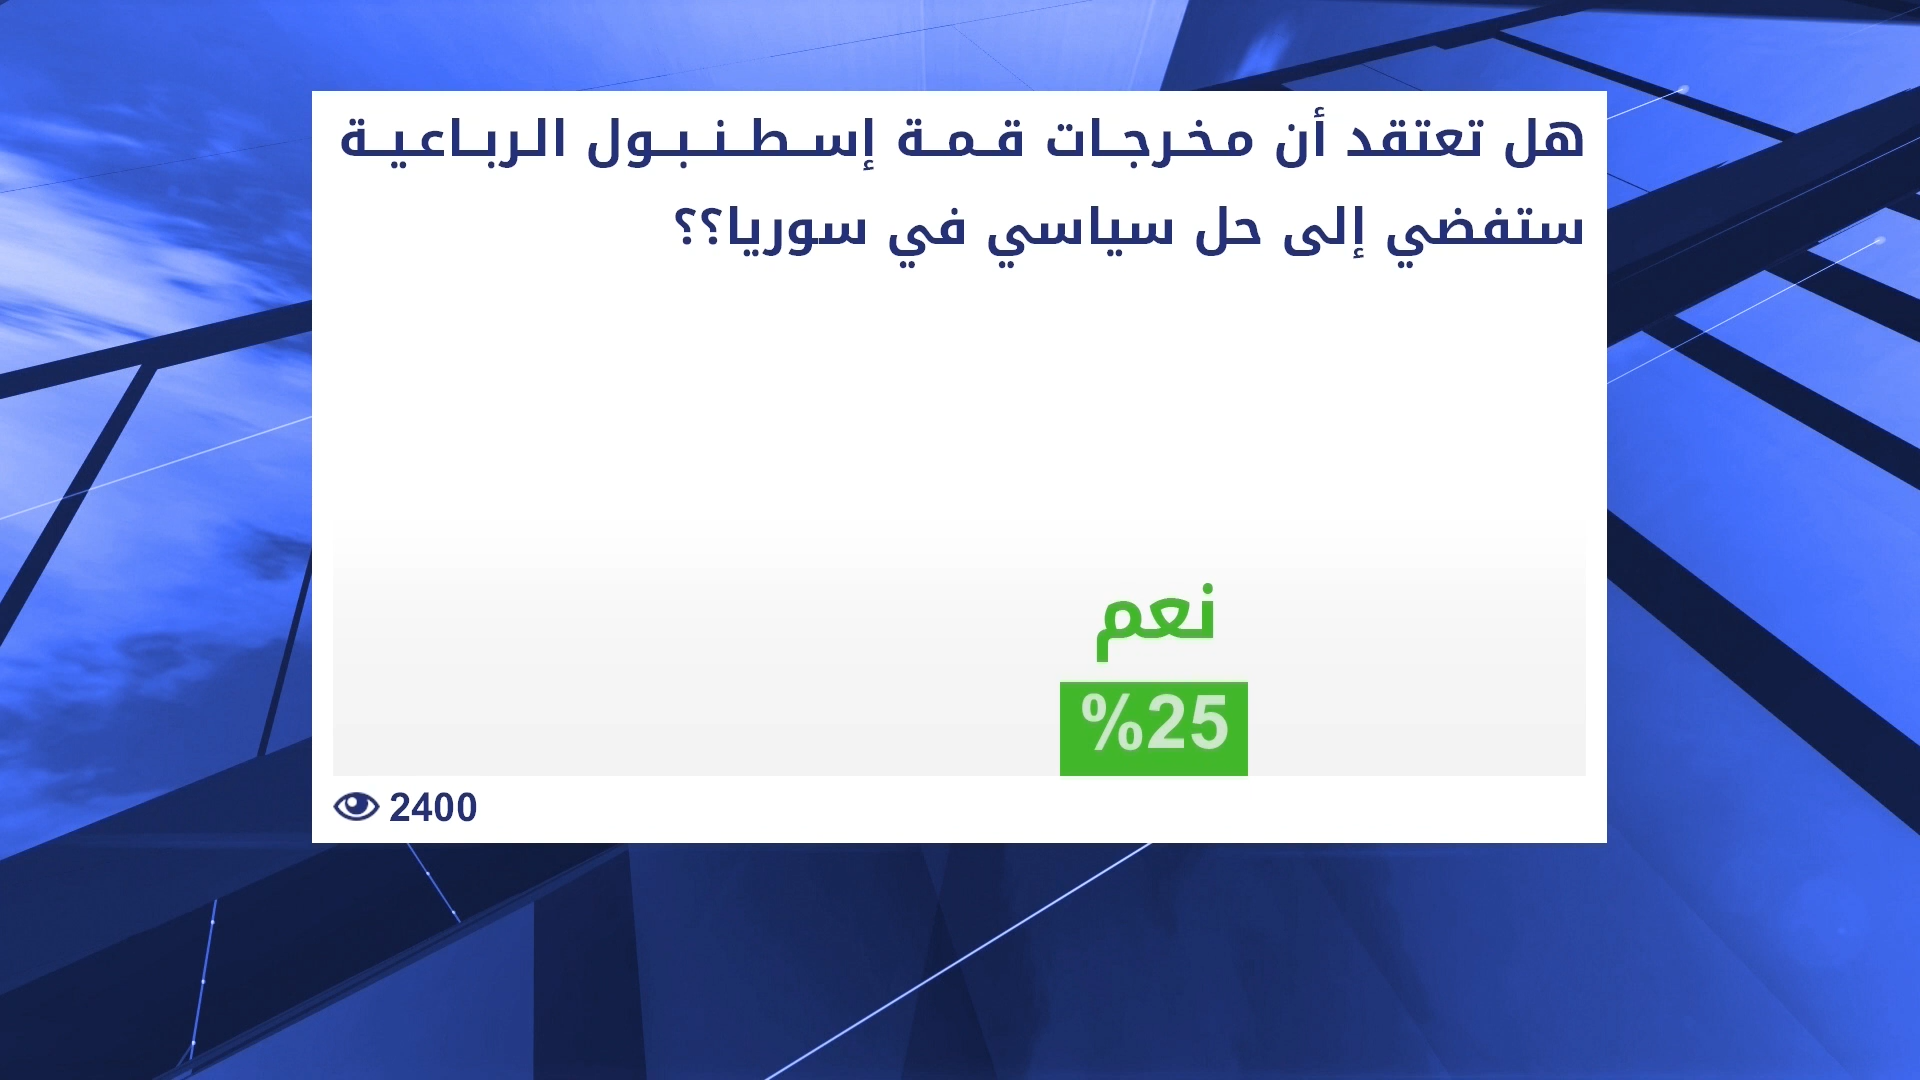 هل تعتقد أن مخرجات قمة إسطنبول الرباعية
ستفضي إلى حل سياسي في سوريا؟؟
نعم
%25
2400